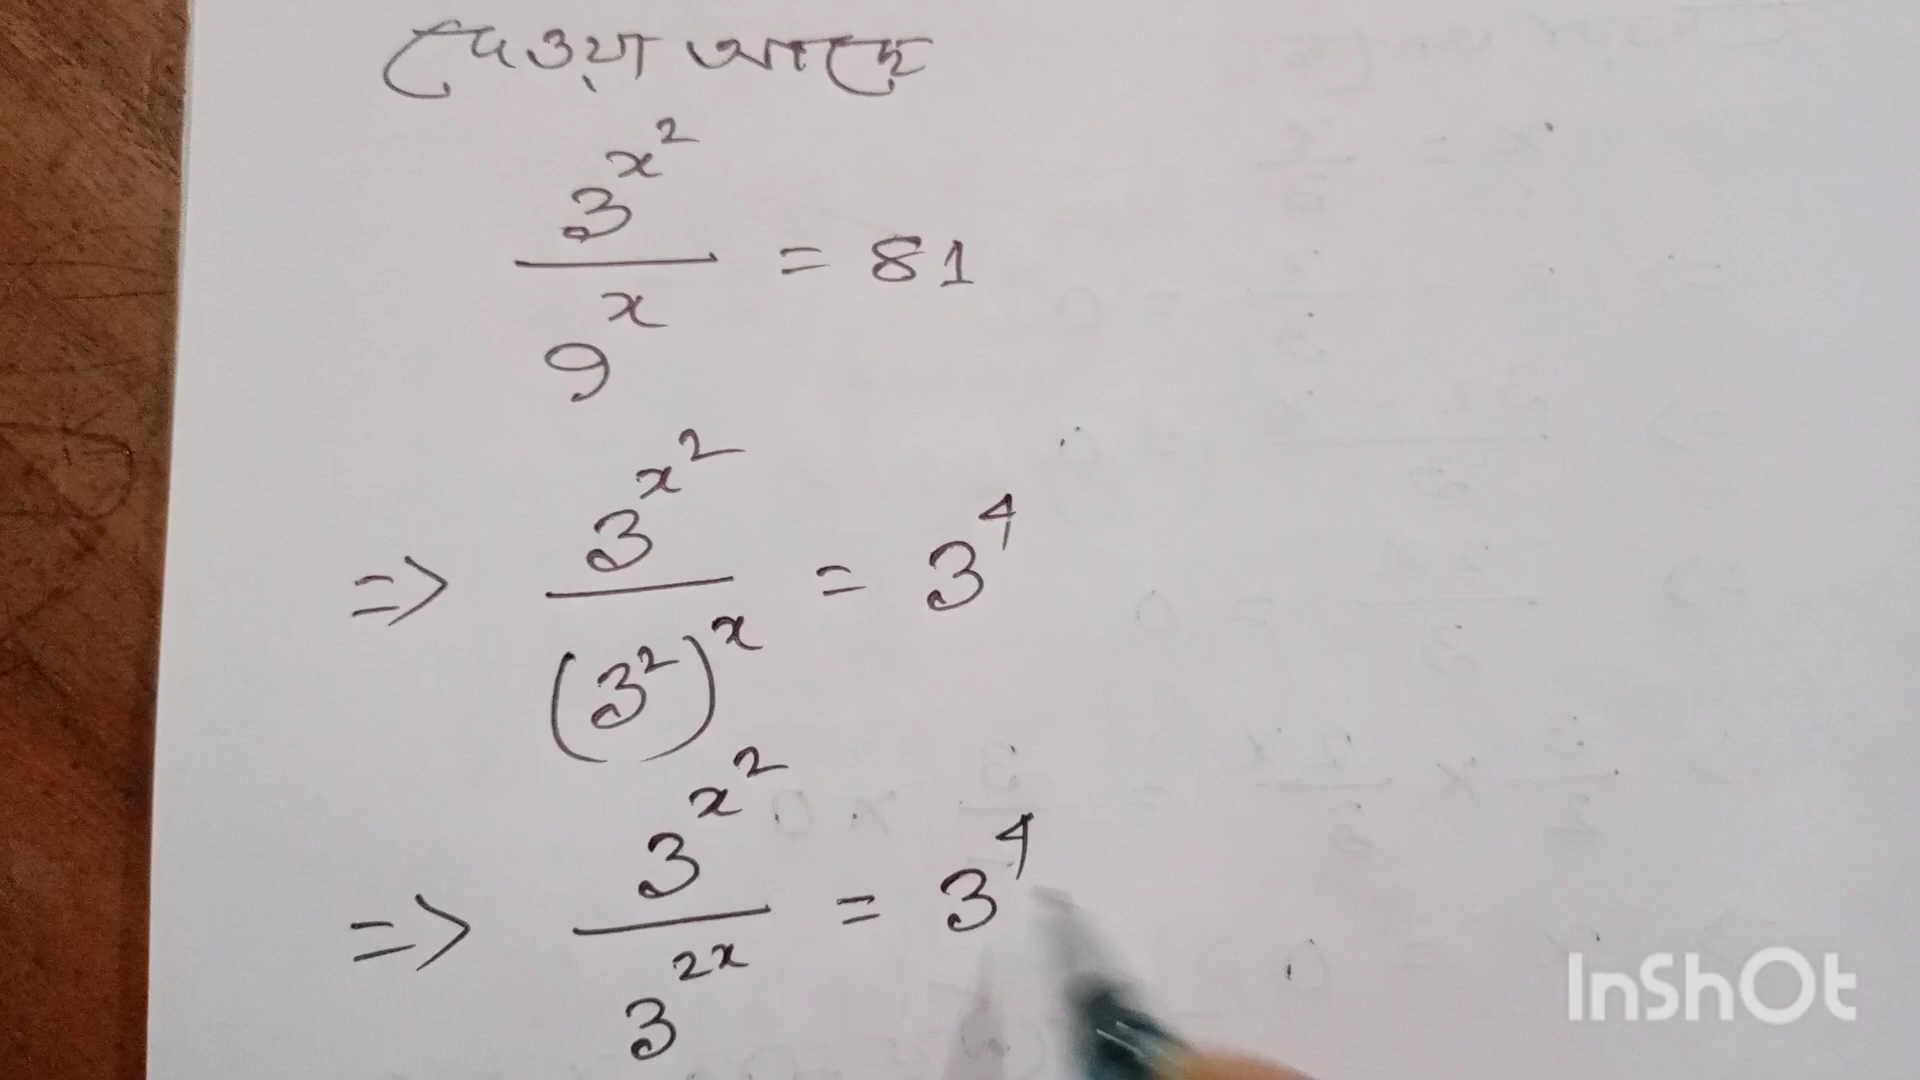 দেওয়া আছে
3^{x^2} / 9^x = 81
=> 3^{x^2} / (3^2)^x = 3^4
=> 3^{x^2} / 3^{2x} = 3^4
InShOt